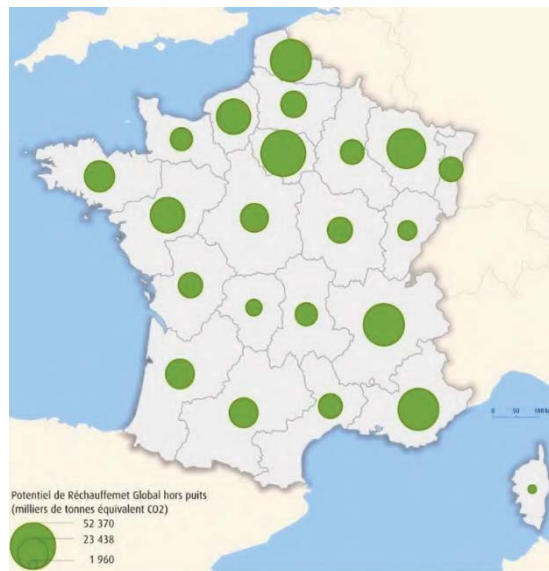 0 50 100 km
Potentiel de Réchauffemet Global hors puits
(milliers de tonnes équivalent CO2)
52 370
23 438
1 960